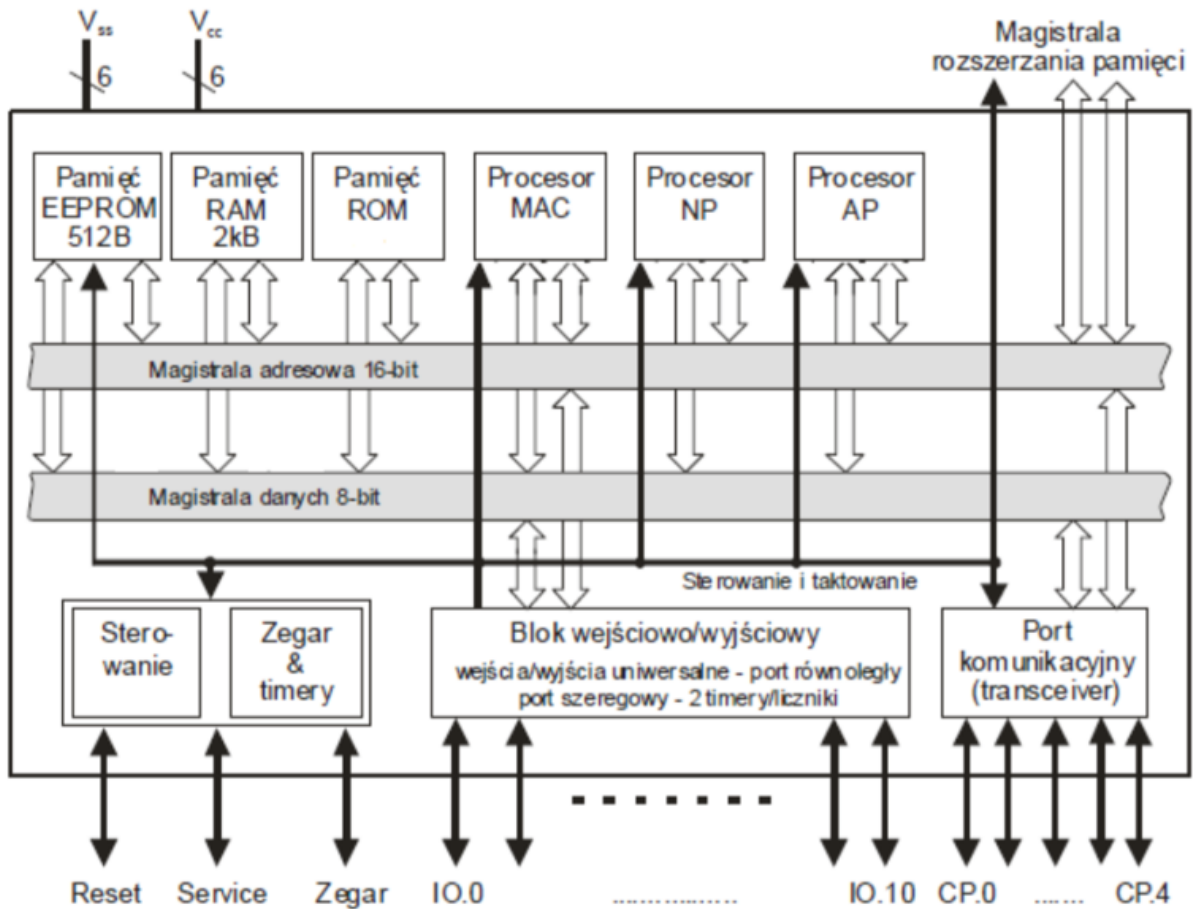 Vss
Vcc
6
6
Magistrala
rozszerzania pamięci
Pamięć
EEPROM
512B
Pamięć
RAM
2kB
Pamięć
ROM
Procesor
MAC
Procesor
NP
Procesor
AP
Magistrala adresowa 16-bit
Magistrala danych 8-bit
Sterowanie i taktowanie
Stero-
wanie
Zegar
&
timery
Blok wejściowo/wyjściowy
wejścia/wyjścia uniwersalne - port równoległy
port szeregowy - 2 timery/liczniki
Port
komunikacyjny
(transceiver)
Reset
Service
Zegar
IO.0
................
IO.10
CP.0
.......
CP.4